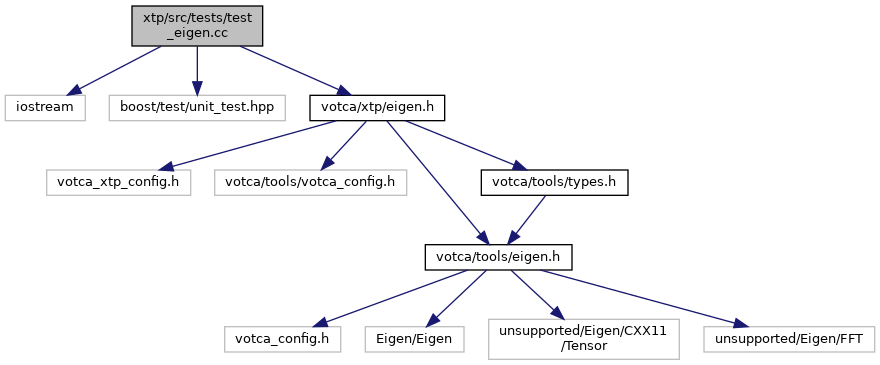 xtp/src/tests/test
_eigen.cc
iostream
boost/test/unit_test.hpp
votca/xtp/eigen.h
votca_xtp_config.h
votca/tools/votca_config.h
votca/tools/types.h
votca/tools/eigen.h
votca_config.h
Eigen/Eigen
unsupported/Eigen/CXX11
/Tensor
unsupported/Eigen/FFT